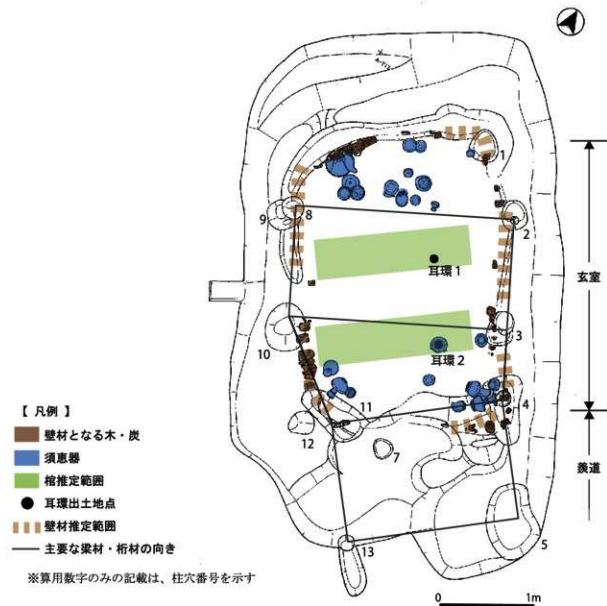 1
9
8
2
耳環1
玄室
3
10
耳環2
4
11
12
7
羨道
5
13
【 凡例 】
壁材となる木・炭
須恵器
棺推定範囲
耳環出土地点
壁材推定範囲
主要な梁材・桁材の向き
※算用数字のみの記載は、柱穴番号を示す
0 1m